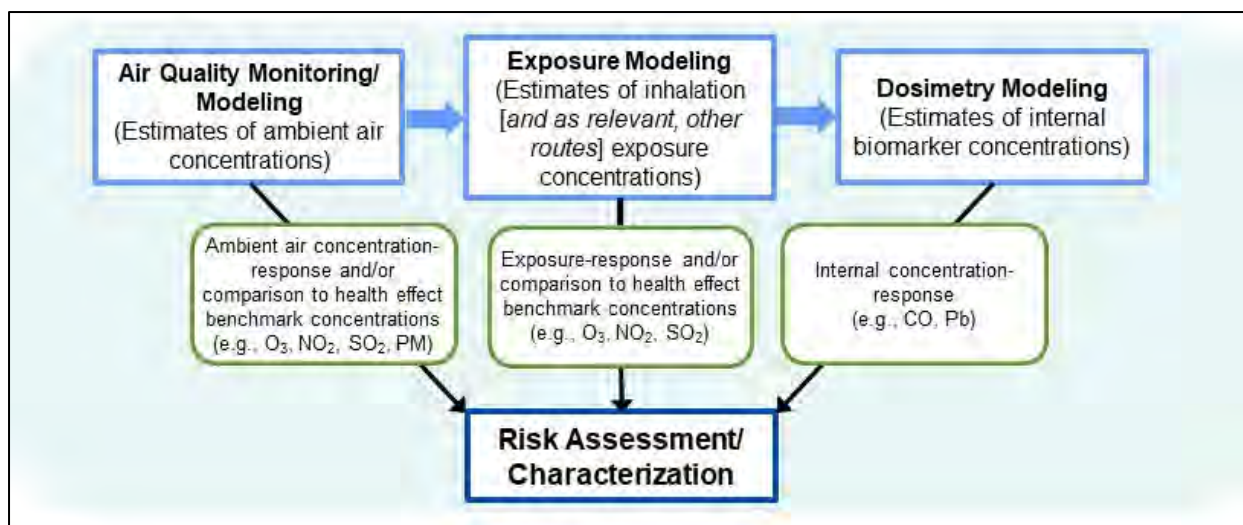 Air Quality Monitoring/
Modeling
(Estimates of ambient air
concentrations)
Exposure Modeling
(Estimates of inhalation
[and as relevant, other
routes] exposure
concentrations)
Dosimetry Modeling
(Estimates of internal
biomarker concentrations)
Ambient air concentration-
response and/or
comparison to health effect
benchmark concentrations
(e.g., O₃, NO₂, SO₂, PM)
Exposure-response and/or
comparison to health effect
benchmark concentrations
(e.g., O₃, NO₂, SO₂)
Internal concentration-
response
(e.g., CO, Pb)
Risk Assessment/
Characterization